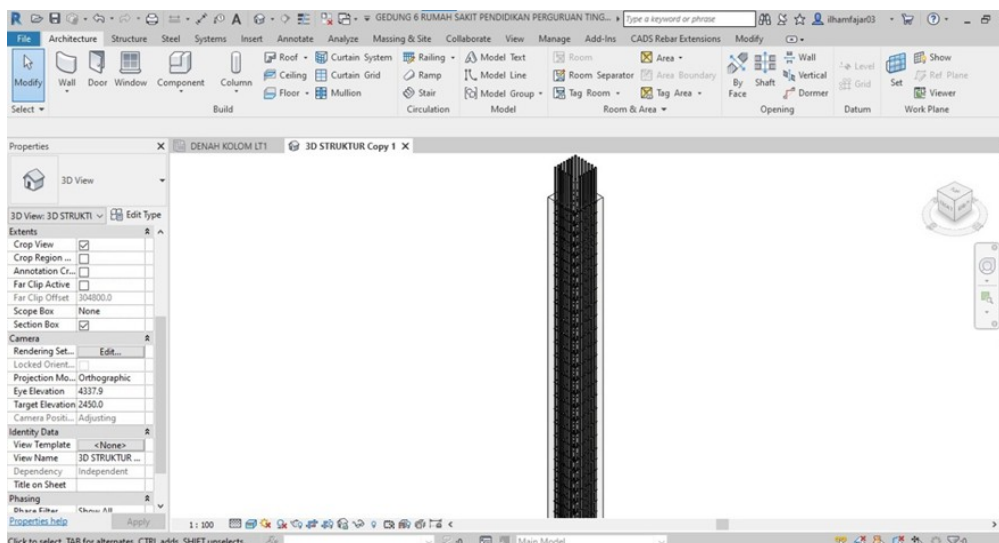 GEDUNG 6 RUMAH SAKIT PENDIDIKAN PERGURUAN TING...
Type a keyword or phrase
ilhamfajar03
File Architecture Structure Steel Systems Insert Annotate Analyze Massing & Site Collaborate View Manage Add-Ins CADS Rebar Extensions Modify
Modify Wall Door Window Component Column
Roof Curtain System Railing Model Text Room Area Wall Show
Ceiling Curtain Grid Ramp Model Line Room Separator Area Boundary Vertical Level Ref Plane
Floor Mullion Stair Model Group Tag Room Tag Area By Face Shaft Dormer Grid Set Viewer
Select Build Circulation Model Room & Area Opening Datum Work Plane
Properties X
DENAH KOLOM LT1 3D STRUKTUR Copy 1 X
3D View
3D View: 3D STRUKTI Edit Type
Extents
Crop View
Crop Region ...
Annotation Cr...
Far Clip Active
Far Clip Offset 304800.0
Scope Box None
Section Box
Camera
Rendering Set... Edit...
Locked Orient...
Projection Mo... Orthographic
Eye Elevation 4337.9
Target Elevation 2450.0
Camera Positi... Adjusting
Identity Data
View Template <None>
View Name 3D STRUKTUR ...
Dependency Independent
Title on Sheet
Phasing
Phase Filter Show All
Properties help Apply
1 : 100
Click to select, TAB for alternates, CTRL adds, SHIFT unselects.
Main Model